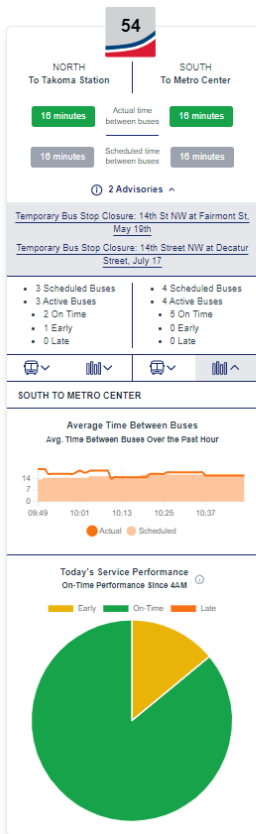 54
NORTH
To Takoma Station
SOUTH
To Metro Center
16 minutes
Actual time
between buses
16 minutes
16 minutes
Scheduled time
between buses
16 minutes
2 Advisories
Temporary Bus Stop Closure: 14th St NW at Fairmont St,
May 19th
Temporary Bus Stop Closure: 14th Street NW at Decatur
Street, July 17
3 Scheduled Buses
3 Active Buses
2 On Time
1 Early
0 Late
4 Scheduled Buses
4 Active Buses
5 On Time
0 Early
0 Late
SOUTH TO METRO CENTER
Average Time Between Buses
Avg. Time Between Buses Over the Past Hour
14
7
0
09:49 10:01 10:13 10:25 10:37
Actual Scheduled
Today's Service Performance
On-Time Performance Since 4AM
Early On-Time Late